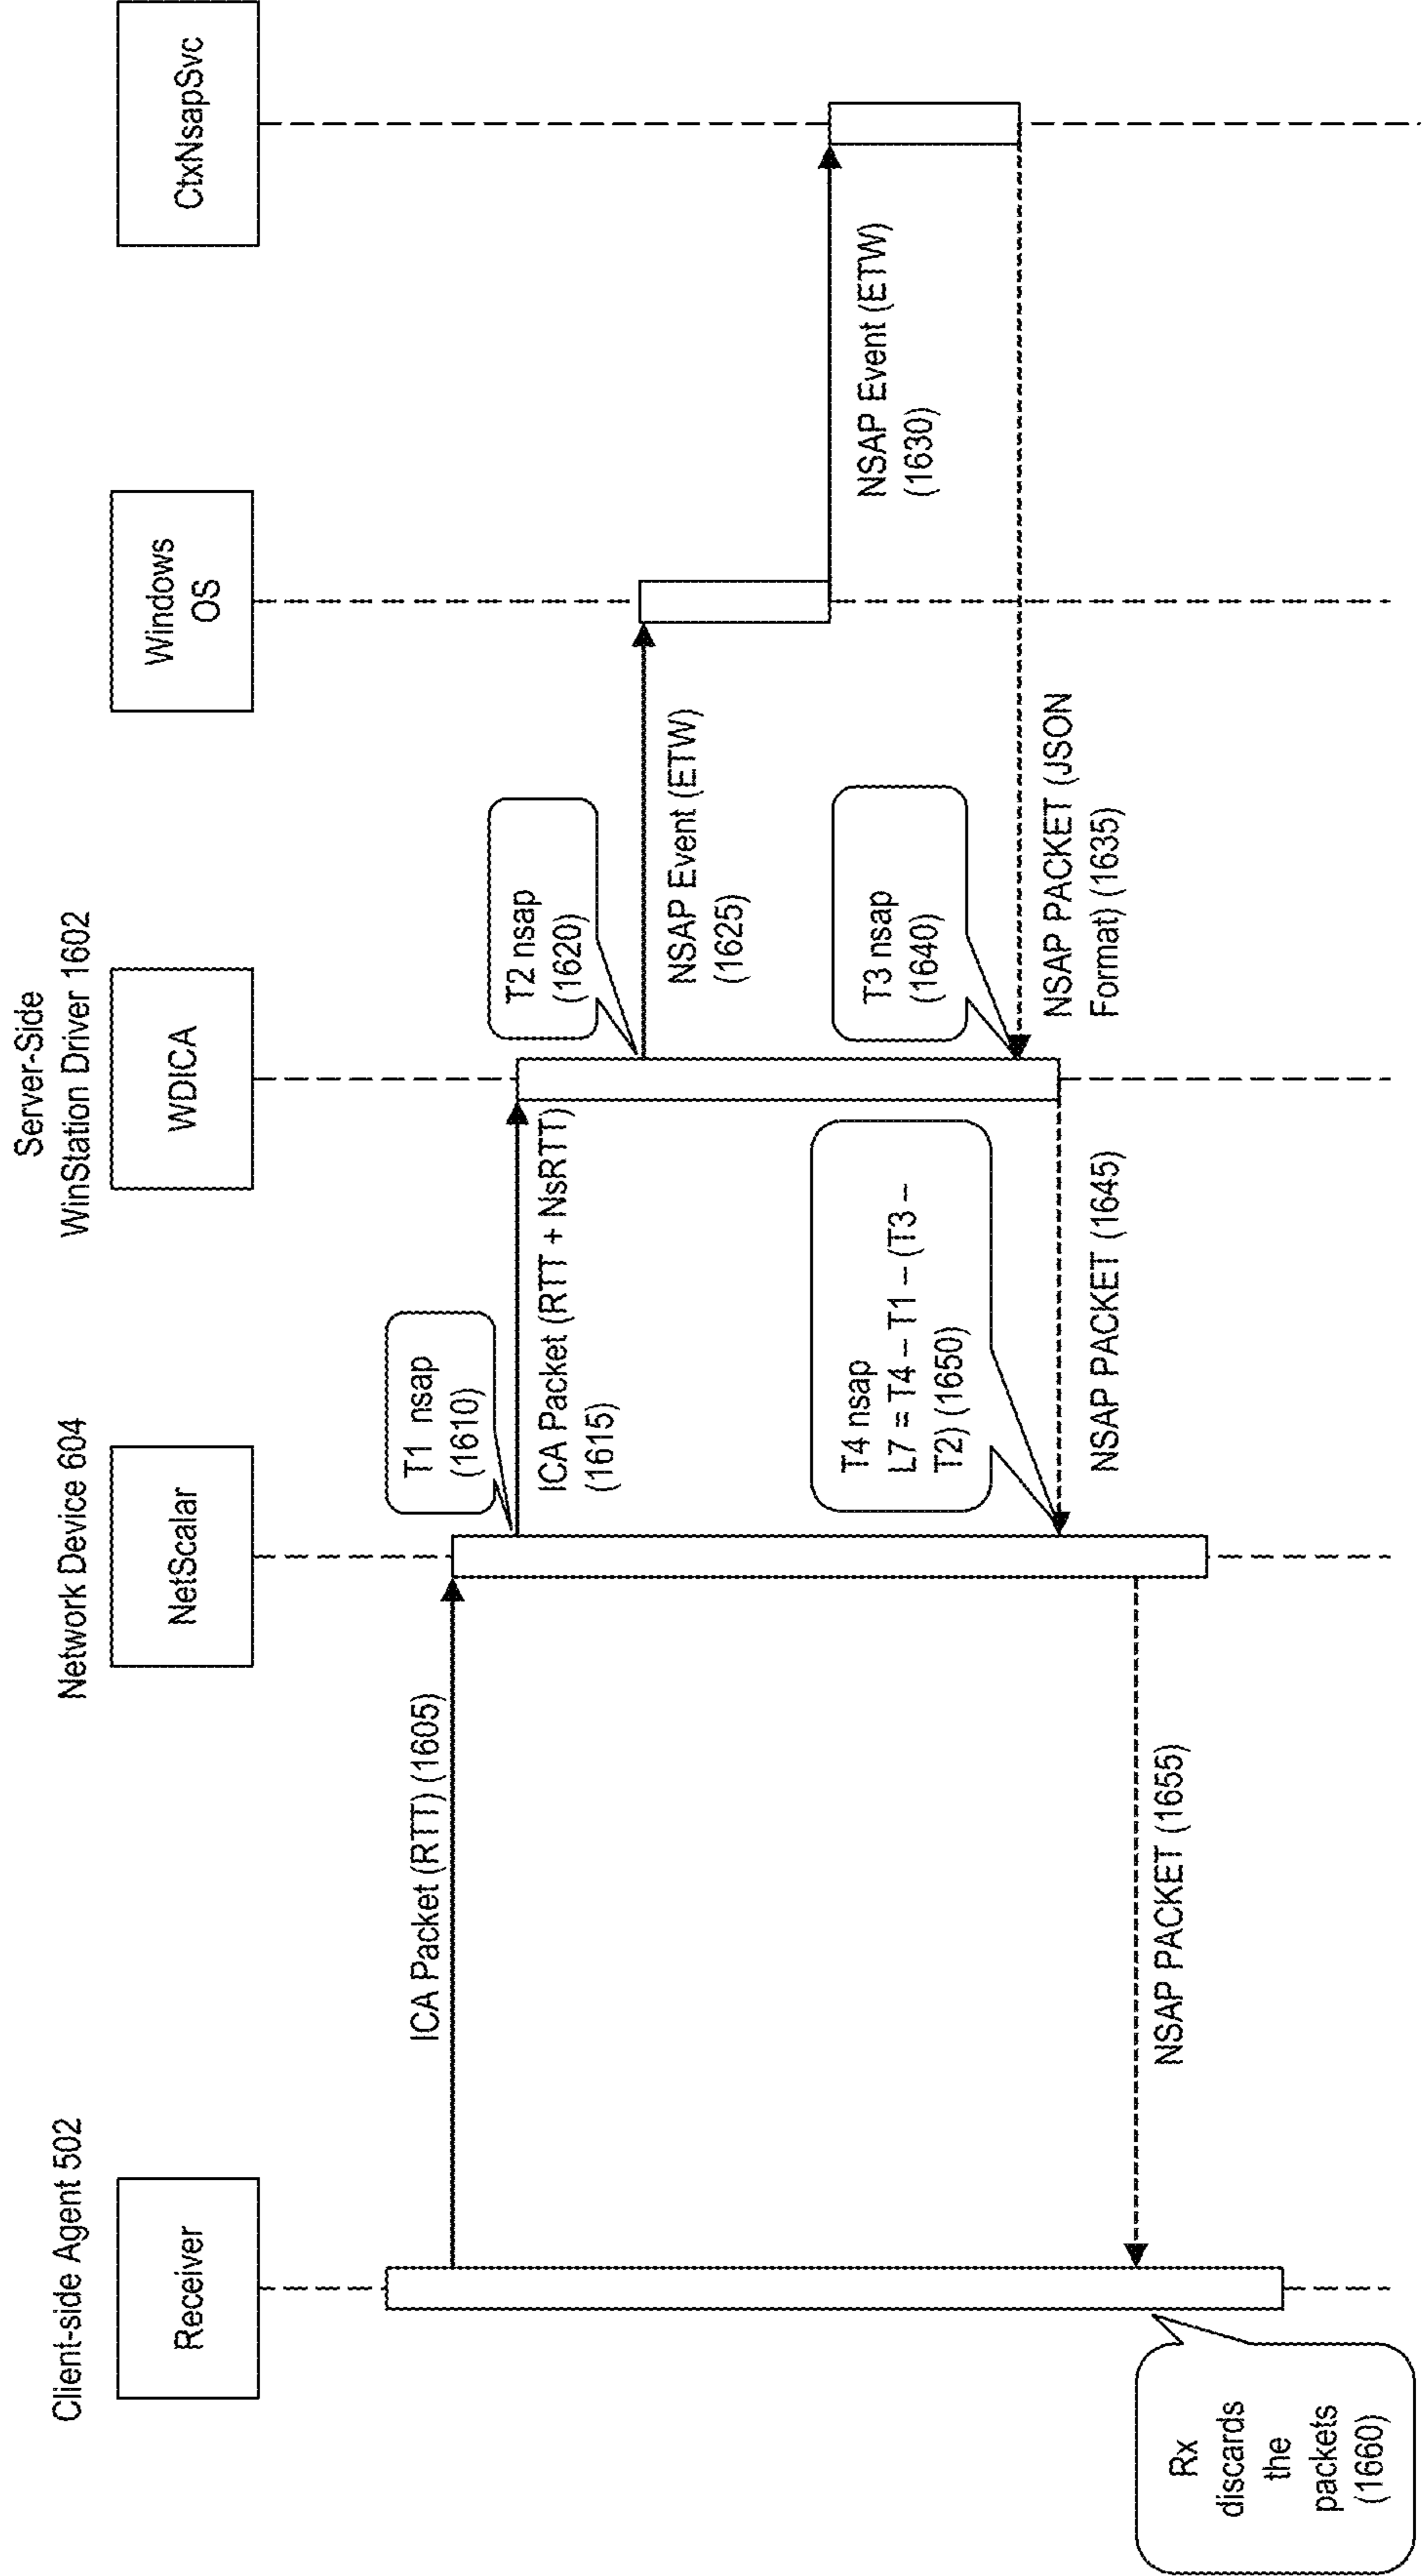 Client-side Agent 502
Receiver
Network Device 604
NetScalar
Server-Side
WinStation Driver 1602
WDICA
Windows
OS
CtxNsapSvc
ICA Packet (RTT) (1605)
T1 nsap
(1610)
ICA Packet (RTT + NsRTT)
(1615)
T2 nsap
(1620)
NSAP Event (ETW)
(1625)
NSAP Event (ETW)
(1630)
T3 nsap
(1640)
NSAP PACKET (JSON
Format) (1635)
T4 nsap
L7 = T4 – T1 – (T3 –
T2) (1650)
NSAP PACKET (1645)
NSAP PACKET (1655)
Rx
discards
the
packets
(1660)